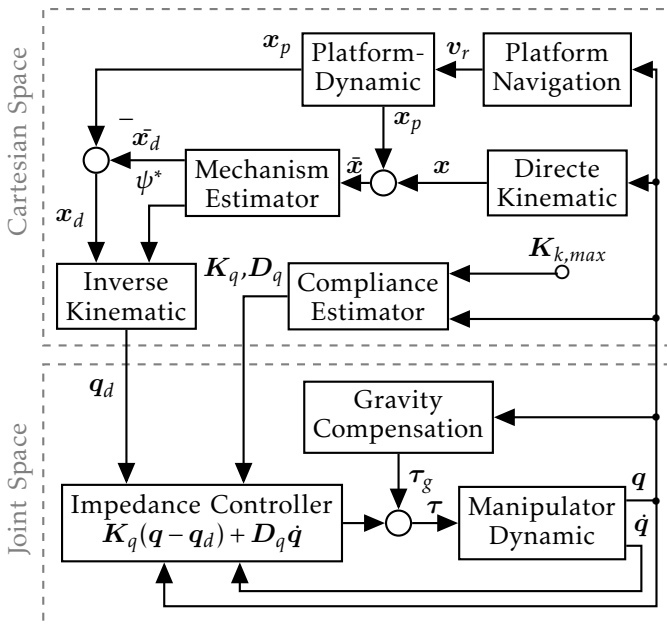 Cartesian Space
x_p
Platform-
Dynamic
v_r
Platform
Navigation
x_p
−
x̄_d
Mechanism
Estimator
x̄
x
Directe
Kinematic
ψ*
x_d
Inverse
Kinematic
K_q, D_q
Compliance
Estimator
K_{k,max}
Joint Space
q_d
Gravity
Compensation
τ_g
Impedance Controller
K_q(q − q_d) + D_q q̇
τ
Manipulator
Dynamic
q
q̇